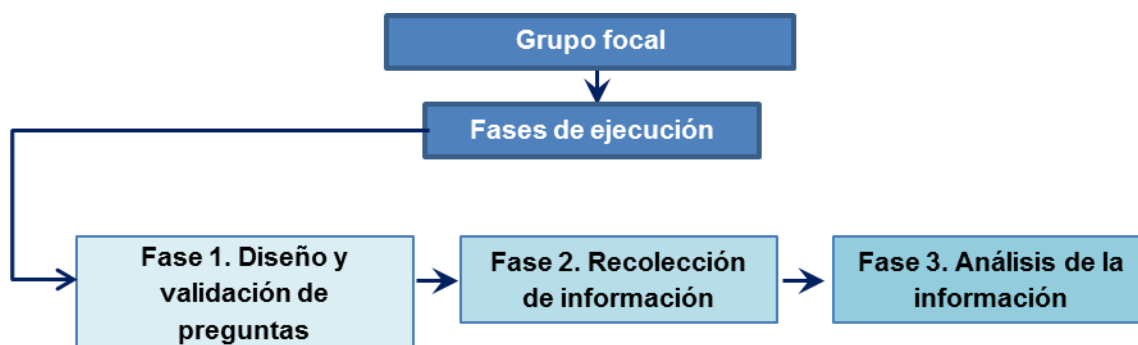 Grupo focal
Fases de ejecución
Fase 1. Diseño y
validación de
preguntas
Fase 2. Recolección
de información
Fase 3. Análisis de la
información